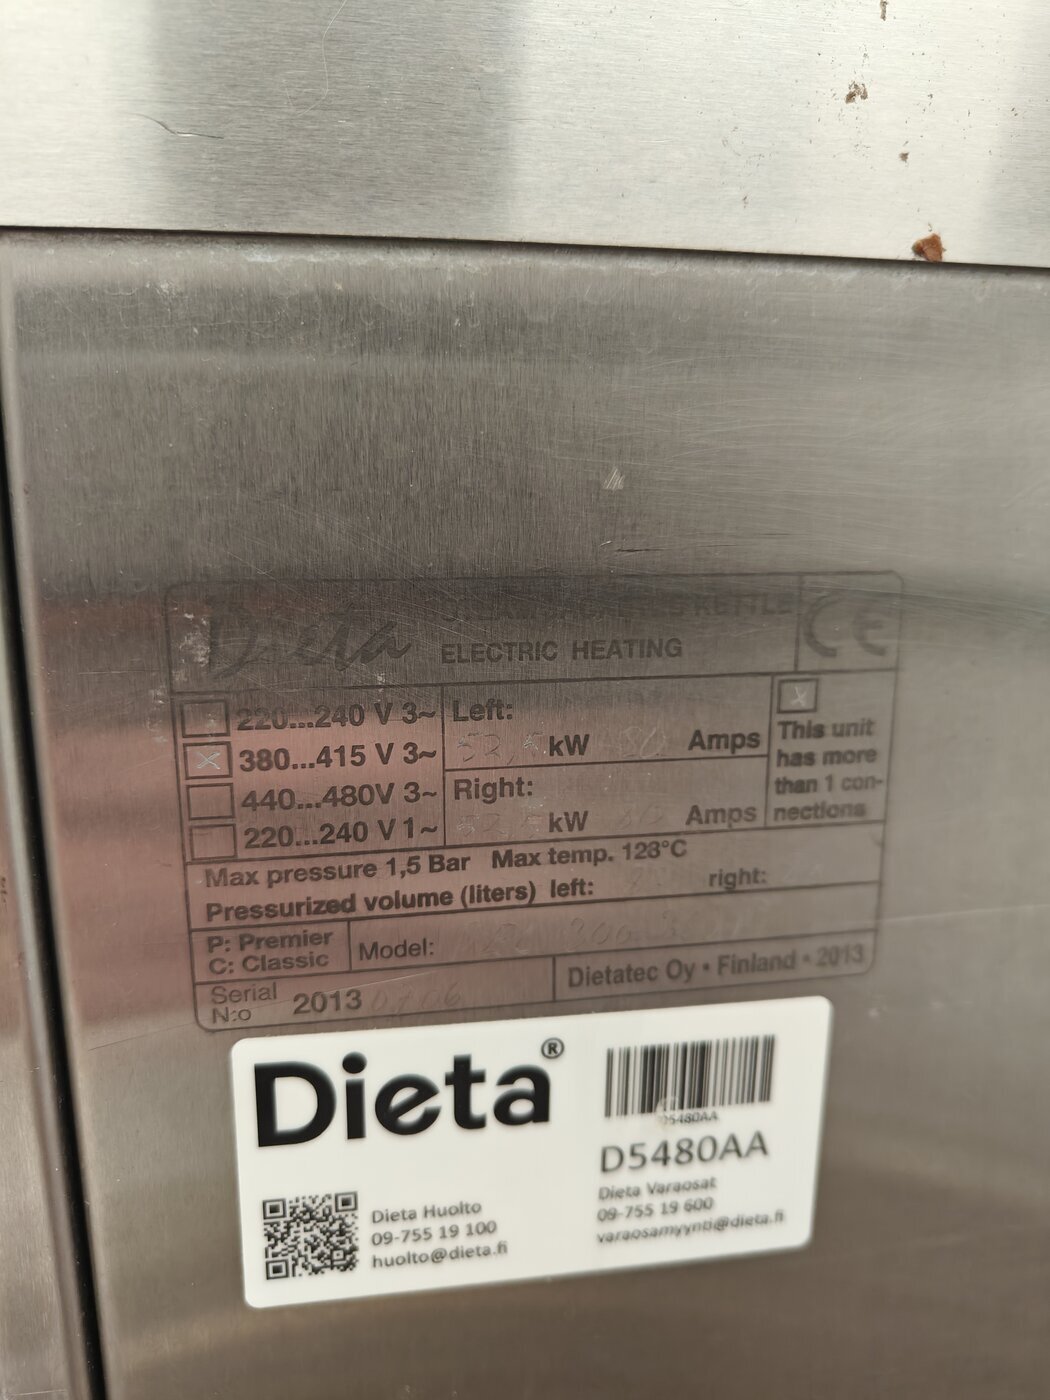 Dieta
KETTLE
ELECTRIC HEATING
CE
220...240 V 3~
380...415 V 3~
440...480V 3~
220...240 V 1~
Left:
kW Amps
Right:
kW Amps
This unit
has more
than 1 con-
nections
Max pressure 1,5 Bar Max temp. 123°C
Pressurized volume (liters) left: right:
P: Premier
C: Classic
Model:
Serial
N:o
2013
Dietatec Oy • Finland • 2013
Dieta®
D5480AA
D5480AA
Dieta Varaosat
09-755 19 600
varaosamyynti@dieta.fi
Dieta Huolto
09-755 19 100
huolto@dieta.fi